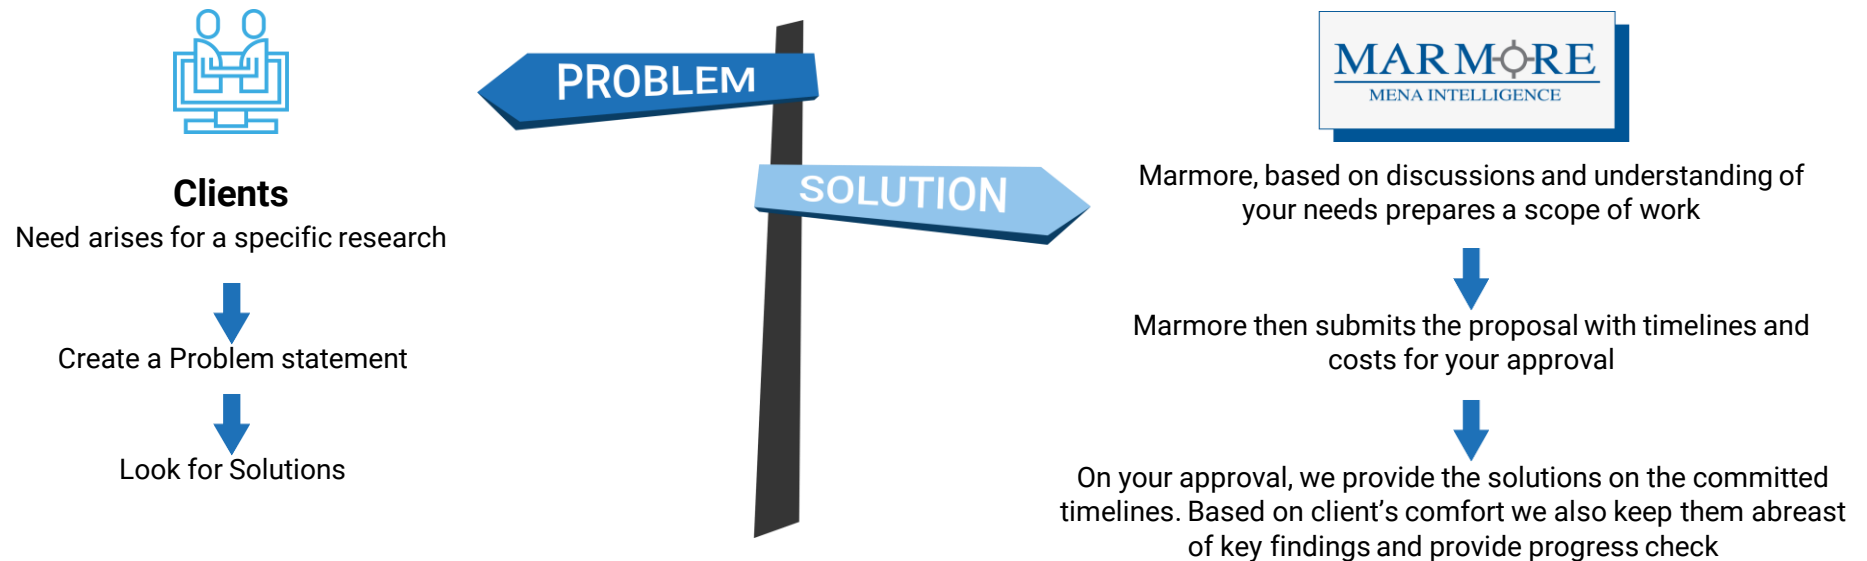 Clients
Need arises for a specific research
Create a Problem statement
Look for Solutions
PROBLEM
SOLUTION
MARMORE
MENA INTELLIGENCE
Marmore, based on discussions and understanding of
your needs prepares a scope of work
Marmore then submits the proposal with timelines and
costs for your approval
On your approval, we provide the solutions on the committed
timelines. Based on client’s comfort we also keep them abreast
of key findings and provide progress check